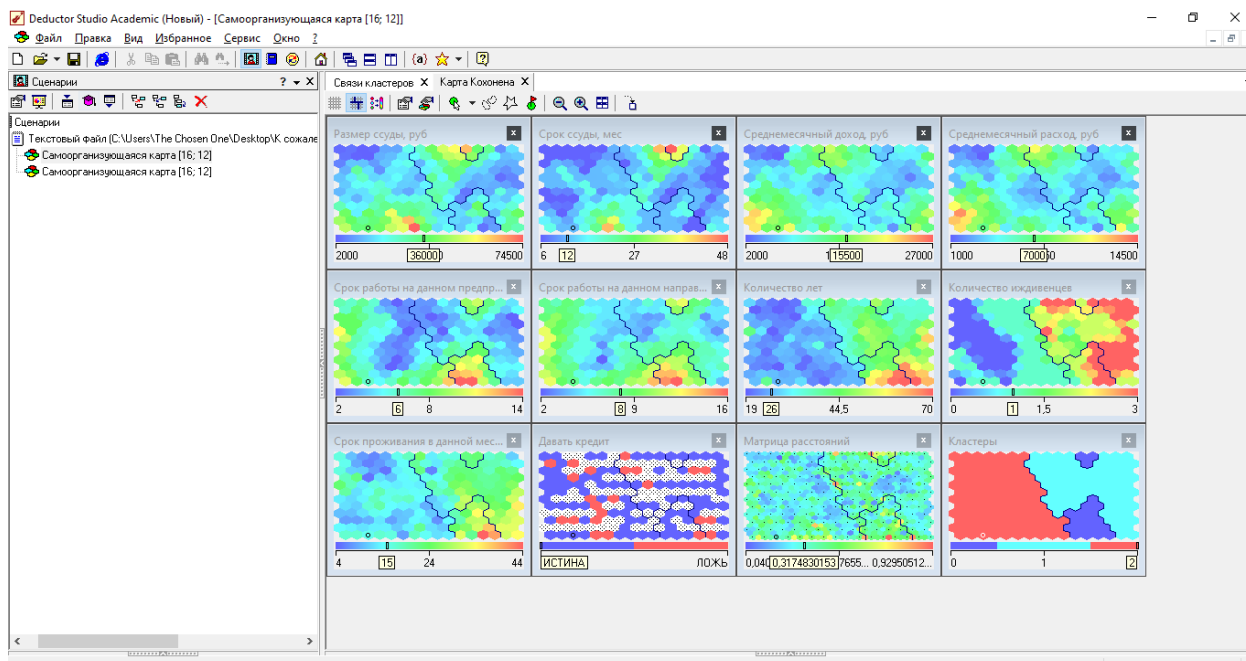 Deductor Studio Academic (Новый) - [Самоорганизующаяся карта [16; 12]]
Файл Правка Вид Избранное Сервис Окно ?
Сценарии
Связи кластеров X Карта Кохонена X
Сценарии
Текстовый файл (C:\Users\The Chosen One\Desktop\К сожале
Самоорганизующаяся карта [16; 12]
Самоорганизующаяся карта [16; 12]
Размер ссуды, руб
Срок ссуды, мес
Среднемесячный доход, руб
Среднемесячный расход, руб
2000 36000 74500
6 12 27 48
2000 15500 27000
1000 7000 14500
Срок работы на данном предпр...
Срок работы на данном направ...
Количество лет
Количество иждивенцев
2 6 8 14
2 8 9 16
19 26 44,5 70
0 1 1,5 3
Срок проживания в данной мес...
Давать кредит
Матрица расстояний
Кластеры
4 15 24 44
ИСТИНА ЛОЖЬ
0,3174830153 7655... 0,92950512...
0 1 2